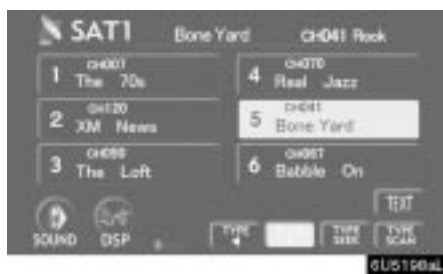 SAT1 Bone Yard CH041 Rock
CH007
1 The 70s
CH070
4 Real Jazz
CH120
2 XM News
CH041
5 Bone Yard
3 The Loft
CH067
6 Babble On
TEXT
SOUND DSP TYPE TYPE SEEK TYPE SCAN
6U5198aL